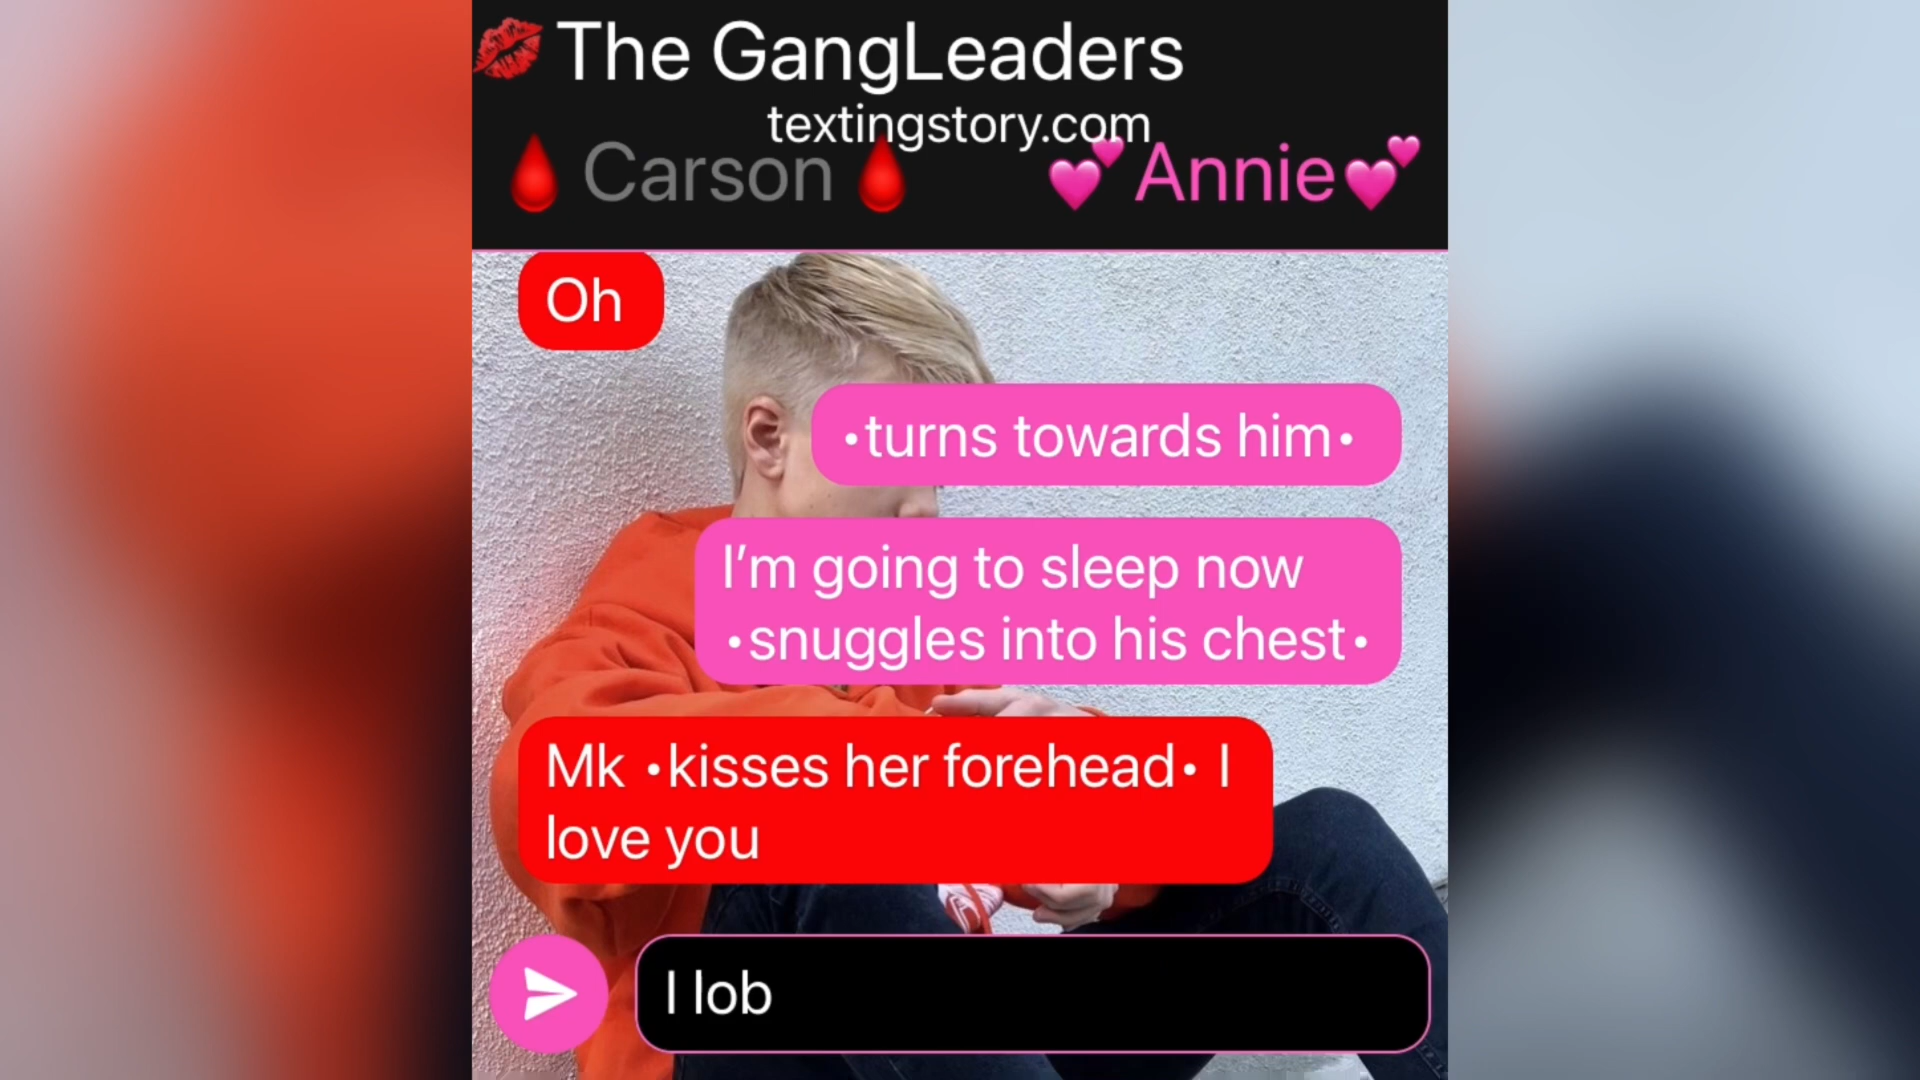 💋The GangLeaders
textingstory.com
🩸Carson🩸 💕Annie💕
Oh
•turns towards him•
I’m going to sleep now
•snuggles into his chest•
Mk •kisses her forehead• I
love you
I lob